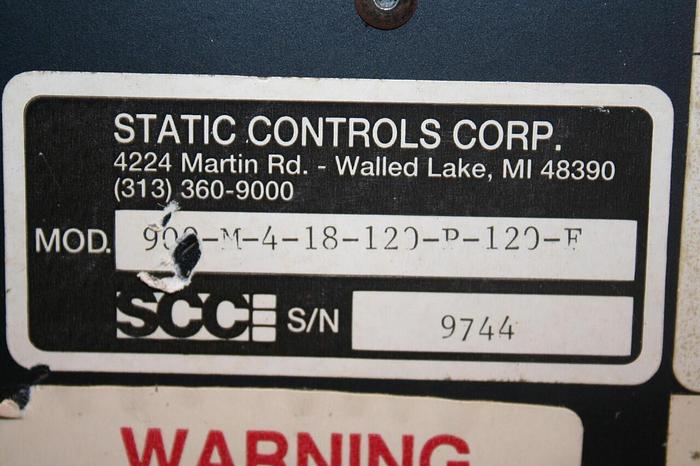 STATIC CONTROLS CORP.
4224 Martin Rd. - Walled Lake, MI 48390
(313) 360-9000
MOD. 900-M-4-18-120-P-120-F
SCC S/N 9744
WARNING